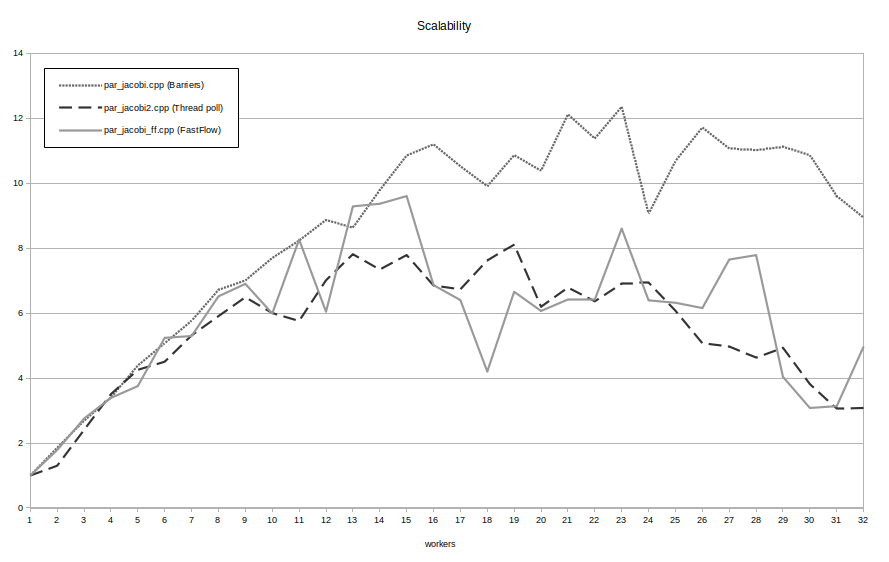 Scalability
14
12
10
8
6
4
2
0
par_jacobi.cpp (Barriers)
par_jacobi2.cpp (Thread poll)
par_jacobi_ff.cpp (FastFlow)
1 2 3 4 5 6 7 8 9 10 11 12 13 14 15 16 17 18 19 20 21 22 23 24 25 26 27 28 29 30 31 32
workers